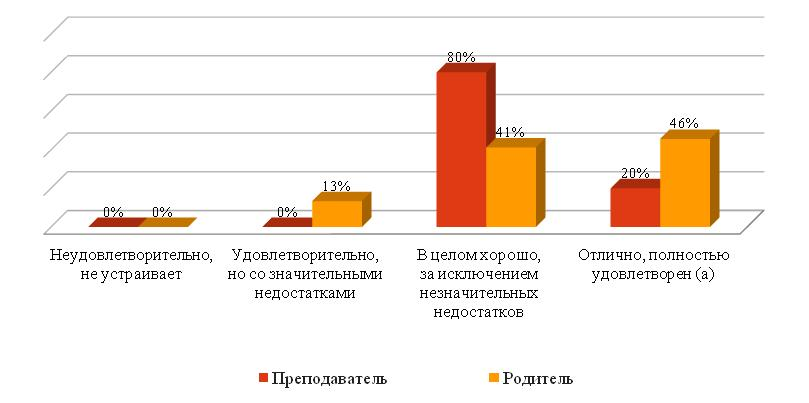 80%
41%
46%
20%
13%
0%
0%
0%
Неудовлетворительно,
не устраивает
Удовлетворительно,
но со значительными
недостатками
В целом хорошо,
за исключением
незначительных
недостатков
Отлично, полностью
удовлетворен (а)
Преподаватель
Родитель